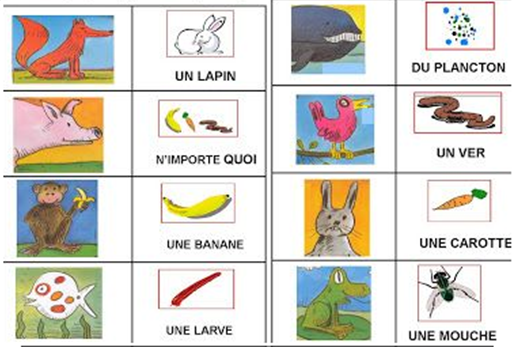 UN LAPIN
DU PLANCTON
N'IMPORTE QUOI
UN VER
UNE BANANE
UNE CAROTTE
UNE LARVE
UNE MOUCHE